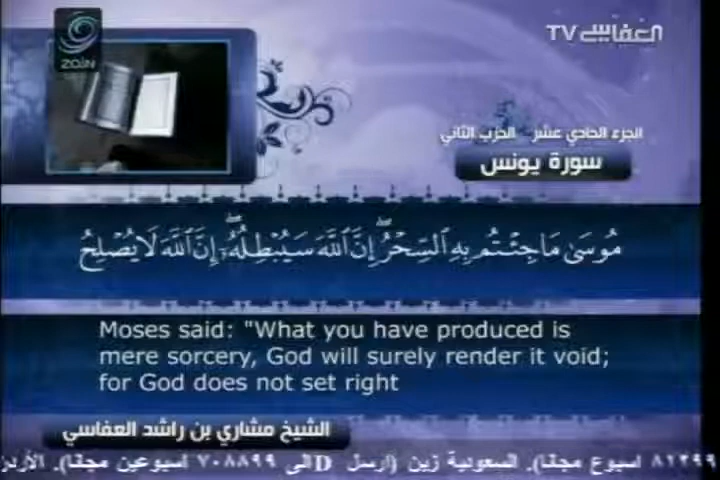 ZOIN
العفاسي TV
الجزء الحادي عشر الحزب الثاني
سورة يونس
مُوسَىٰ مَا جِئْتُم بِهِ السِّحْرُ ۖ إِنَّ اللَّهَ سَيُبْطِلُهُ ۖ إِنَّ اللَّهَ لَا يُصْلِحُ
Moses said: "What you have produced is
mere sorcery, God will surely render it void;
for God does not set right
الشيخ مشاري بن راشد العفاسي
٨١٢٩٩ اسبوع مجانا). السعودية زين (ارسل D الى ٧٠٨٨٩٩ اسبوعين مجانا). الأردن